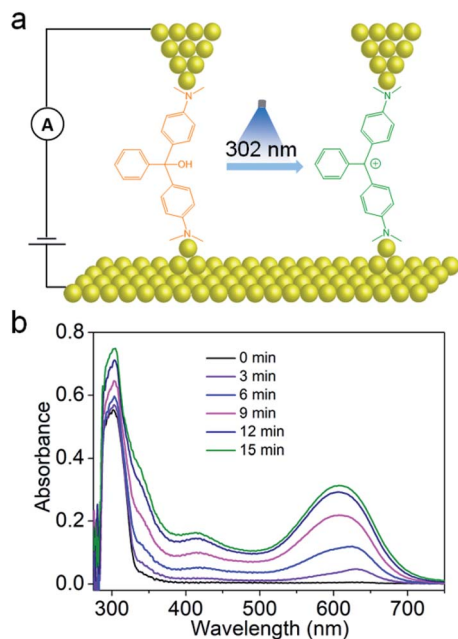 a
A
N
OH
N
302 nm
N
⊕
N
b
Absorbance
0.8
0.6
0.4
0.2
0.0
0 min
3 min
6 min
9 min
12 min
15 min
300 400 500 600 700
Wavelength (nm)